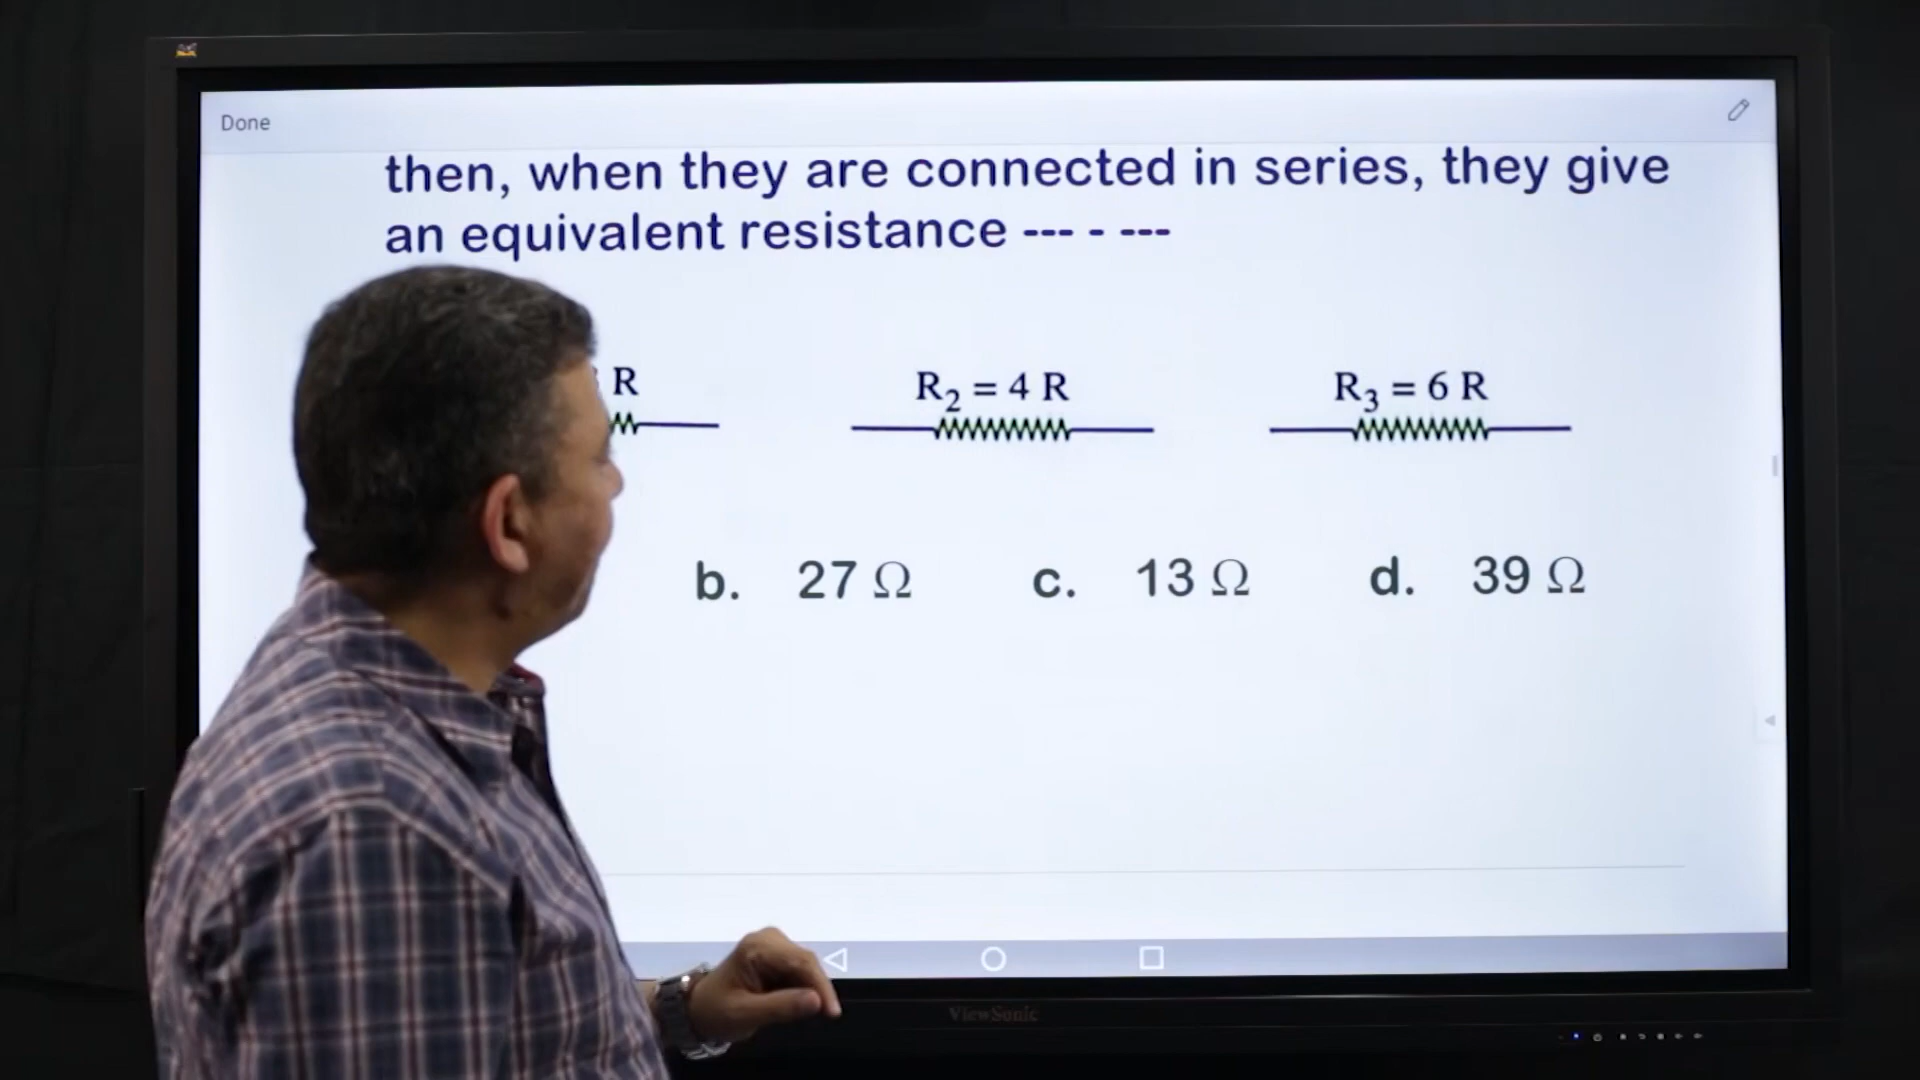 Done
then, when they are connected in series, they give
an equivalent resistance --- - ---
R
R₂ = 4 R
R₃ = 6 R
b. 27 Ω c. 13 Ω d. 39 Ω
ViewSonic